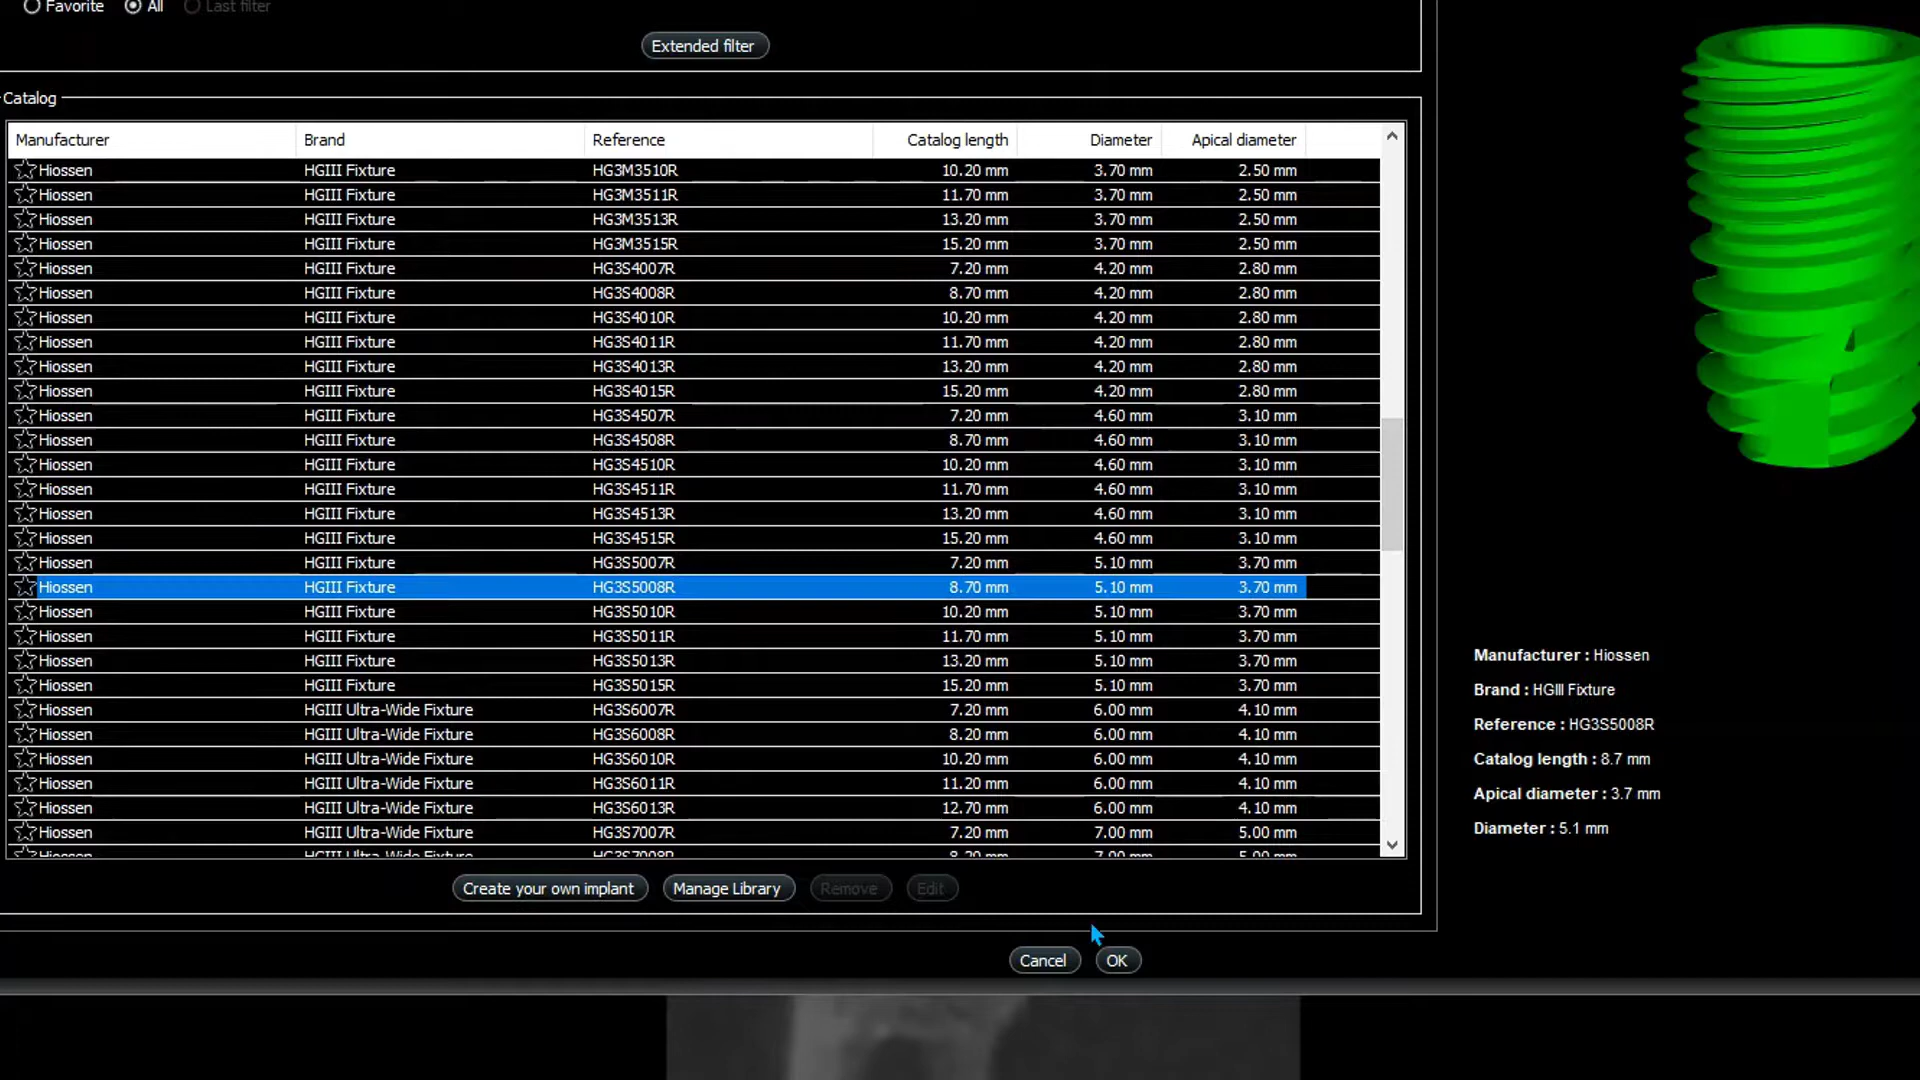 Favorite All Last filter
Extended filter
Catalog
Manufacturer Brand Reference Catalog length Diameter Apical diameter
Hiossen HGIII Fixture HG3M3510R 10.20 mm 3.70 mm 2.50 mm
Hiossen HGIII Fixture HG3M3511R 11.70 mm 3.70 mm 2.50 mm
Hiossen HGIII Fixture HG3M3513R 13.20 mm 3.70 mm 2.50 mm
Hiossen HGIII Fixture HG3M3515R 15.20 mm 3.70 mm 2.50 mm
Hiossen HGIII Fixture HG3S4007R 7.20 mm 4.20 mm 2.80 mm
Hiossen HGIII Fixture HG3S4008R 8.70 mm 4.20 mm 2.80 mm
Hiossen HGIII Fixture HG3S4010R 10.20 mm 4.20 mm 2.80 mm
Hiossen HGIII Fixture HG3S4011R 11.70 mm 4.20 mm 2.80 mm
Hiossen HGIII Fixture HG3S4013R 13.20 mm 4.20 mm 2.80 mm
Hiossen HGIII Fixture HG3S4015R 15.20 mm 4.20 mm 2.80 mm
Hiossen HGIII Fixture HG3S4507R 7.20 mm 4.60 mm 3.10 mm
Hiossen HGIII Fixture HG3S4508R 8.70 mm 4.60 mm 3.10 mm
Hiossen HGIII Fixture HG3S4510R 10.20 mm 4.60 mm 3.10 mm
Hiossen HGIII Fixture HG3S4511R 11.70 mm 4.60 mm 3.10 mm
Hiossen HGIII Fixture HG3S4513R 13.20 mm 4.60 mm 3.10 mm
Hiossen HGIII Fixture HG3S4515R 15.20 mm 4.60 mm 3.10 mm
Hiossen HGIII Fixture HG3S5007R 7.20 mm 5.10 mm 3.70 mm
Hiossen HGIII Fixture HG3S5008R 8.70 mm 5.10 mm 3.70 mm
Hiossen HGIII Fixture HG3S5010R 10.20 mm 5.10 mm 3.70 mm
Hiossen HGIII Fixture HG3S5011R 11.70 mm 5.10 mm 3.70 mm
Hiossen HGIII Fixture HG3S5013R 13.20 mm 5.10 mm 3.70 mm
Hiossen HGIII Fixture HG3S5015R 15.20 mm 5.10 mm 3.70 mm
Hiossen HGIII Ultra-Wide Fixture HG3S6007R 7.20 mm 6.00 mm 4.10 mm
Hiossen HGIII Ultra-Wide Fixture HG3S6008R 8.20 mm 6.00 mm 4.10 mm
Hiossen HGIII Ultra-Wide Fixture HG3S6010R 10.20 mm 6.00 mm 4.10 mm
Hiossen HGIII Ultra-Wide Fixture HG3S6011R 11.20 mm 6.00 mm 4.10 mm
Hiossen HGIII Ultra-Wide Fixture HG3S6013R 12.70 mm 6.00 mm 4.10 mm
Hiossen HGIII Ultra-Wide Fixture HG3S7007R 7.20 mm 7.00 mm 5.00 mm
Hiossen HGIII Ultra-Wide Fixture HG3S7008R 8.20 mm 7.00 mm 5.00 mm
Create your own implant Manage Library Remove Edit
Cancel OK
Manufacturer : Hiossen
Brand : HGIII Fixture
Reference : HG3S5008R
Catalog length : 8.7 mm
Apical diameter : 3.7 mm
Diameter : 5.1 mm